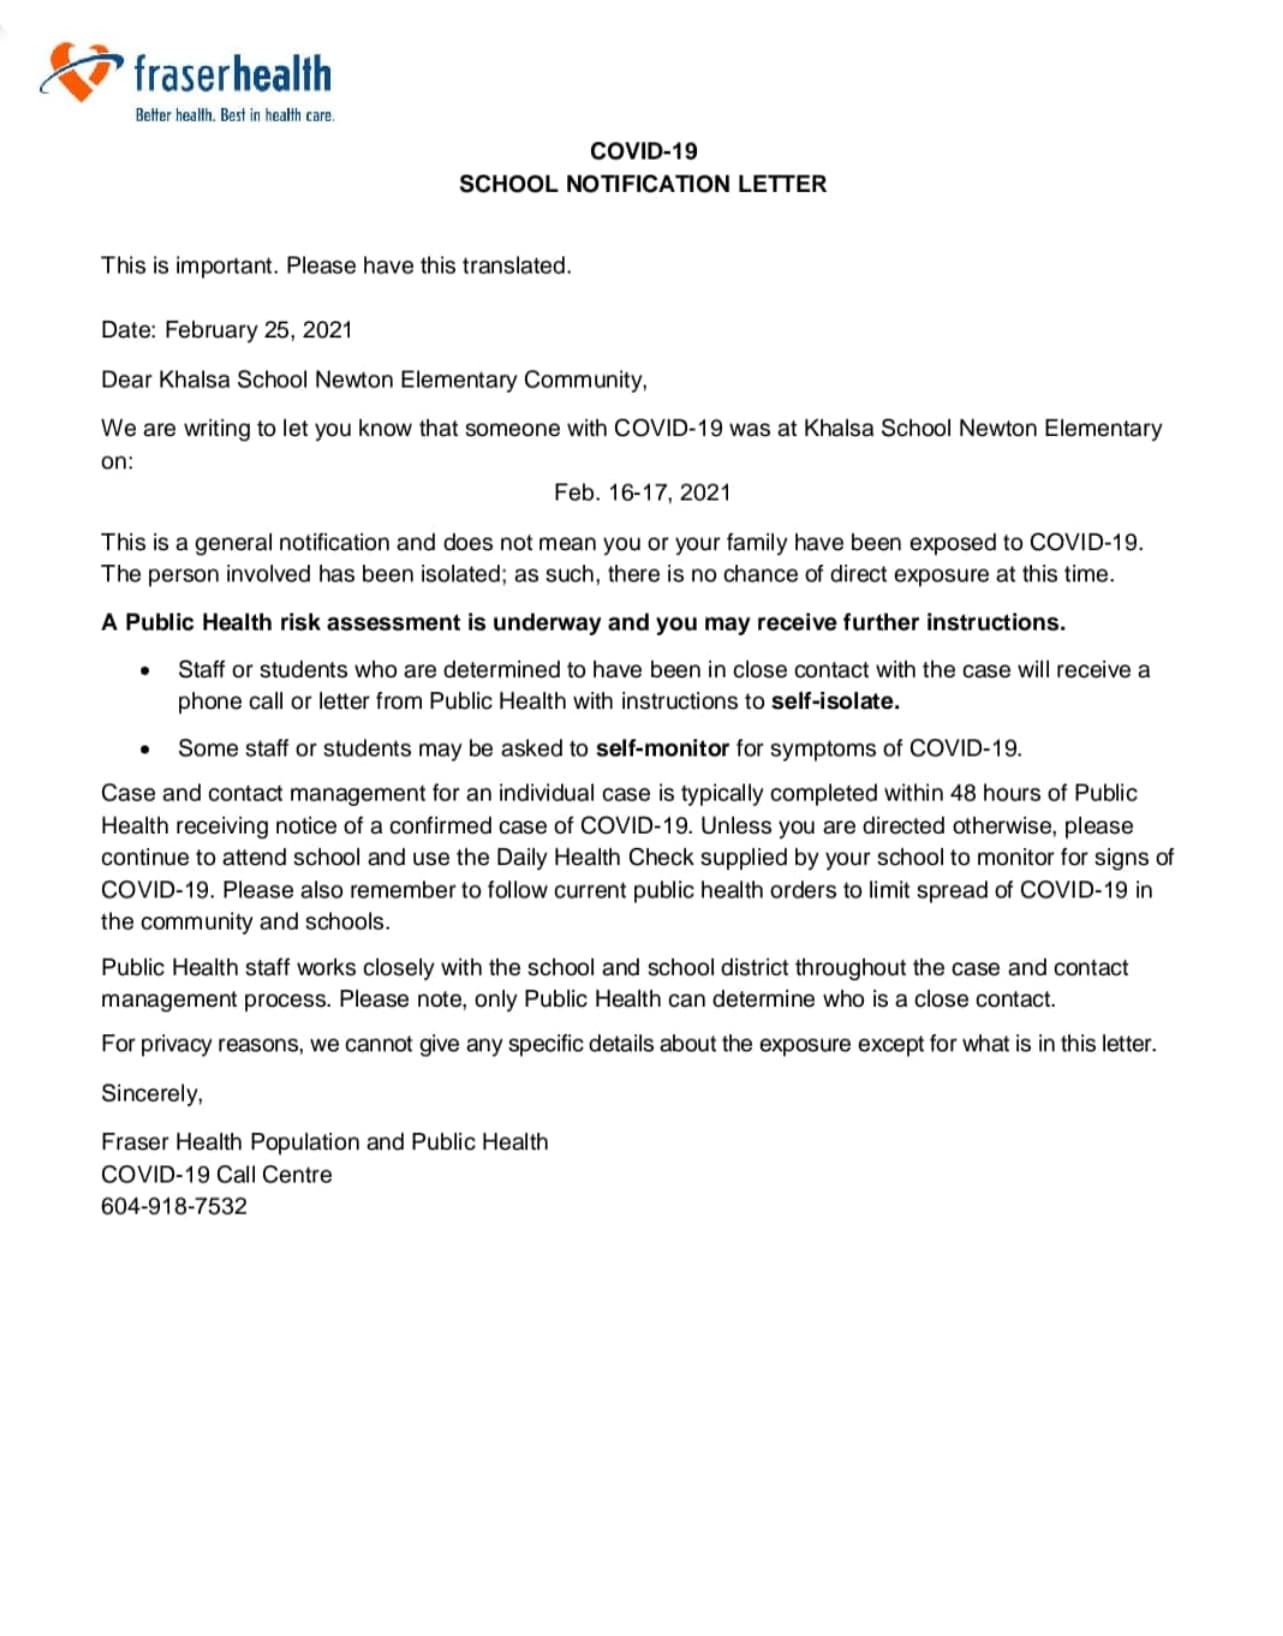 fraserhealth
Better health. Best in health care.
COVID-19
SCHOOL NOTIFICATION LETTER
This is important. Please have this translated.
Date: February 25, 2021
Dear Khalsa School Newton Elementary Community,
We are writing to let you know that someone with COVID-19 was at Khalsa School Newton Elementary
on:
Feb. 16-17, 2021
This is a general notification and does not mean you or your family have been exposed to COVID-19.
The person involved has been isolated; as such, there is no chance of direct exposure at this time.
A Public Health risk assessment is underway and you may receive further instructions.
• Staff or students who are determined to have been in close contact with the case will receive a
phone call or letter from Public Health with instructions to self-isolate.
• Some staff or students may be asked to self-monitor for symptoms of COVID-19.
Case and contact management for an individual case is typically completed within 48 hours of Public
Health receiving notice of a confirmed case of COVID-19. Unless you are directed otherwise, please
continue to attend school and use the Daily Health Check supplied by your school to monitor for signs of
COVID-19. Please also remember to follow current public health orders to limit spread of COVID-19 in
the community and schools.
Public Health staff works closely with the school and school district throughout the case and contact
management process. Please note, only Public Health can determine who is a close contact.
For privacy reasons, we cannot give any specific details about the exposure except for what is in this letter.
Sincerely,
Fraser Health Population and Public Health
COVID-19 Call Centre
604-918-7532